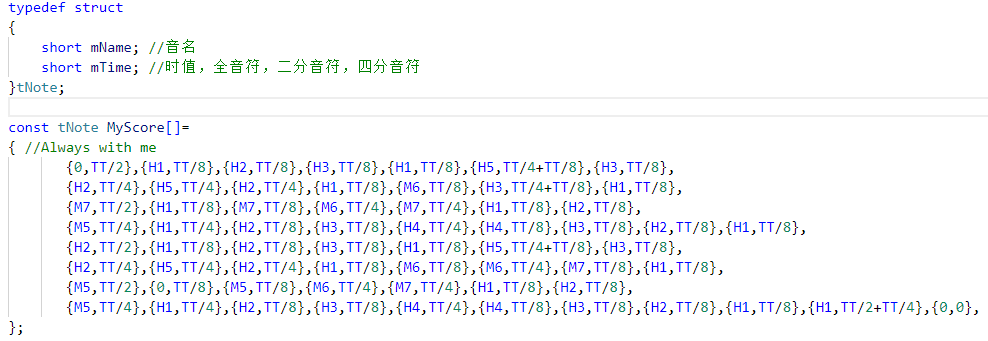 typedef struct
{
    short mName; //音名
    short mTime; //时值，全音符，二分音符，四分音符
}tNote;
const tNote MyScore[]=
{ //Always with me
        {0,TT/2},{H1,TT/8},{H2,TT/8},{H3,TT/8},{H1,TT/8},{H5,TT/4+TT/8},{H3,TT/8},
        {H2,TT/4},{H5,TT/4},{H2,TT/4},{H1,TT/8},{M6,TT/8},{H3,TT/4+TT/8},{H1,TT/8},
        {M7,TT/2},{H1,TT/8},{M7,TT/8},{M6,TT/4},{M7,TT/4},{H1,TT/8},{H2,TT/8},
        {M5,TT/4},{H1,TT/4},{H2,TT/8},{H3,TT/8},{H4,TT/4},{H4,TT/8},{H3,TT/8},{H2,TT/8},{H1,TT/8},
        {H2,TT/2},{H1,TT/8},{H2,TT/8},{H3,TT/8},{H1,TT/8},{H5,TT/4+TT/8},{H3,TT/8},
        {H2,TT/4},{H5,TT/4},{H2,TT/4},{H1,TT/8},{M6,TT/8},{M6,TT/4},{M7,TT/8},{H1,TT/8},
        {M5,TT/2},{0,TT/8},{M5,TT/8},{M6,TT/4},{M7,TT/4},{H1,TT/8},{H2,TT/8},
        {M5,TT/4},{H1,TT/4},{H2,TT/8},{H3,TT/8},{H4,TT/4},{H4,TT/8},{H3,TT/8},{H2,TT/8},{H1,TT/8},{H1,TT/2+TT/4},{0,0},
};